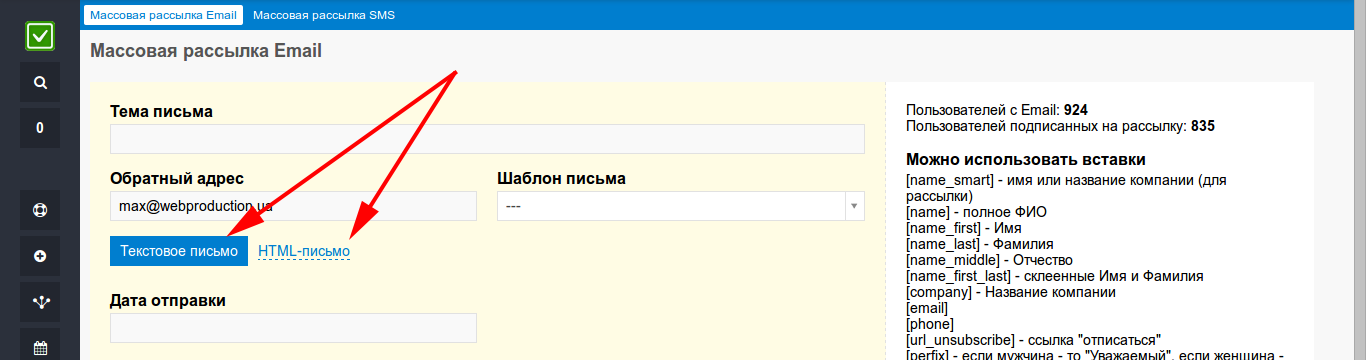 Массовая рассылка Email
Массовая рассылка SMS
Массовая рассылка Email
0
Тема письма
Обратный адрес
max@webproduction.ua
Шаблон письма
---
Текстовое письмо
HTML-письмо
Дата отправки
Пользователей с Email: 924
Пользователей подписанных на рассылку: 835
Можно использовать вставки
[name_smart] - имя или название компании (для
рассылки)
[name] - полное ФИО
[name_first] - Имя
[name_last] - Фамилия
[name_middle] - Отчество
[name_first_last] - склеенные Имя и Фамилия
[company] - Название компании
[email]
[phone]
[url_unsubscribe] - ссылка "отписаться"
[perfix] - если мужчина - то "Уважаемый", если женщина -